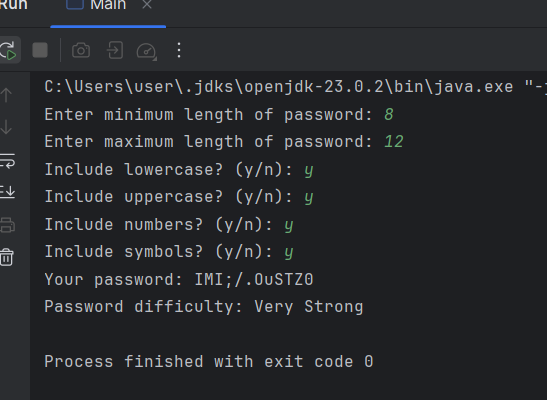 Run
Main
C:\Users\user\.jdks\openjdk-23.0.2\bin\java.exe "-j
Enter minimum length of password: 8
Enter maximum length of password: 12
Include lowercase? (y/n): y
Include uppercase? (y/n): y
Include numbers? (y/n): y
Include symbols? (y/n): y
Your password: IMI;/.OuSTZ0
Password difficulty: Very Strong
Process finished with exit code 0